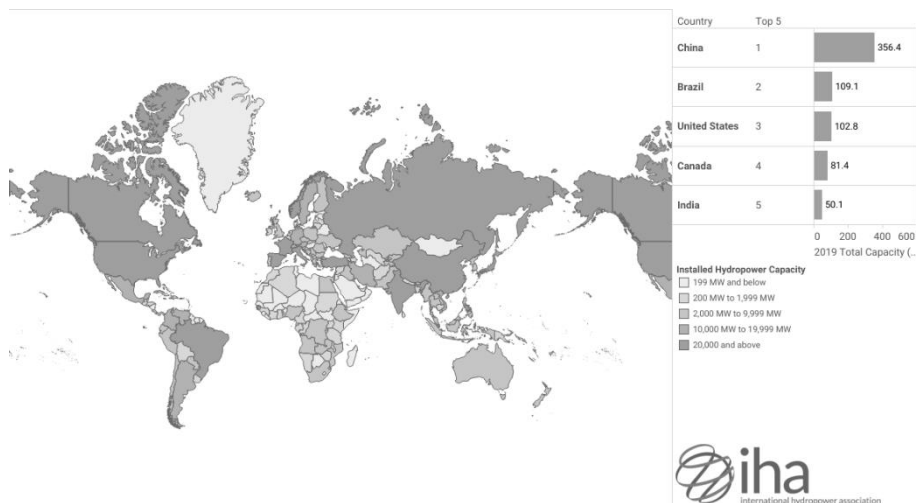 Country Top 5
China 1 356.4
Brazil 2 109.1
United States 3 102.8
Canada 4 81.4
India 5 50.1
0 200 400 600
2019 Total Capacity (..
Installed Hydropower Capacity
199 MW and below
200 MW to 1,999 MW
2,000 MW to 9,999 MW
10,000 MW to 19,999 MW
20,000 and above
iha
international hydropower association